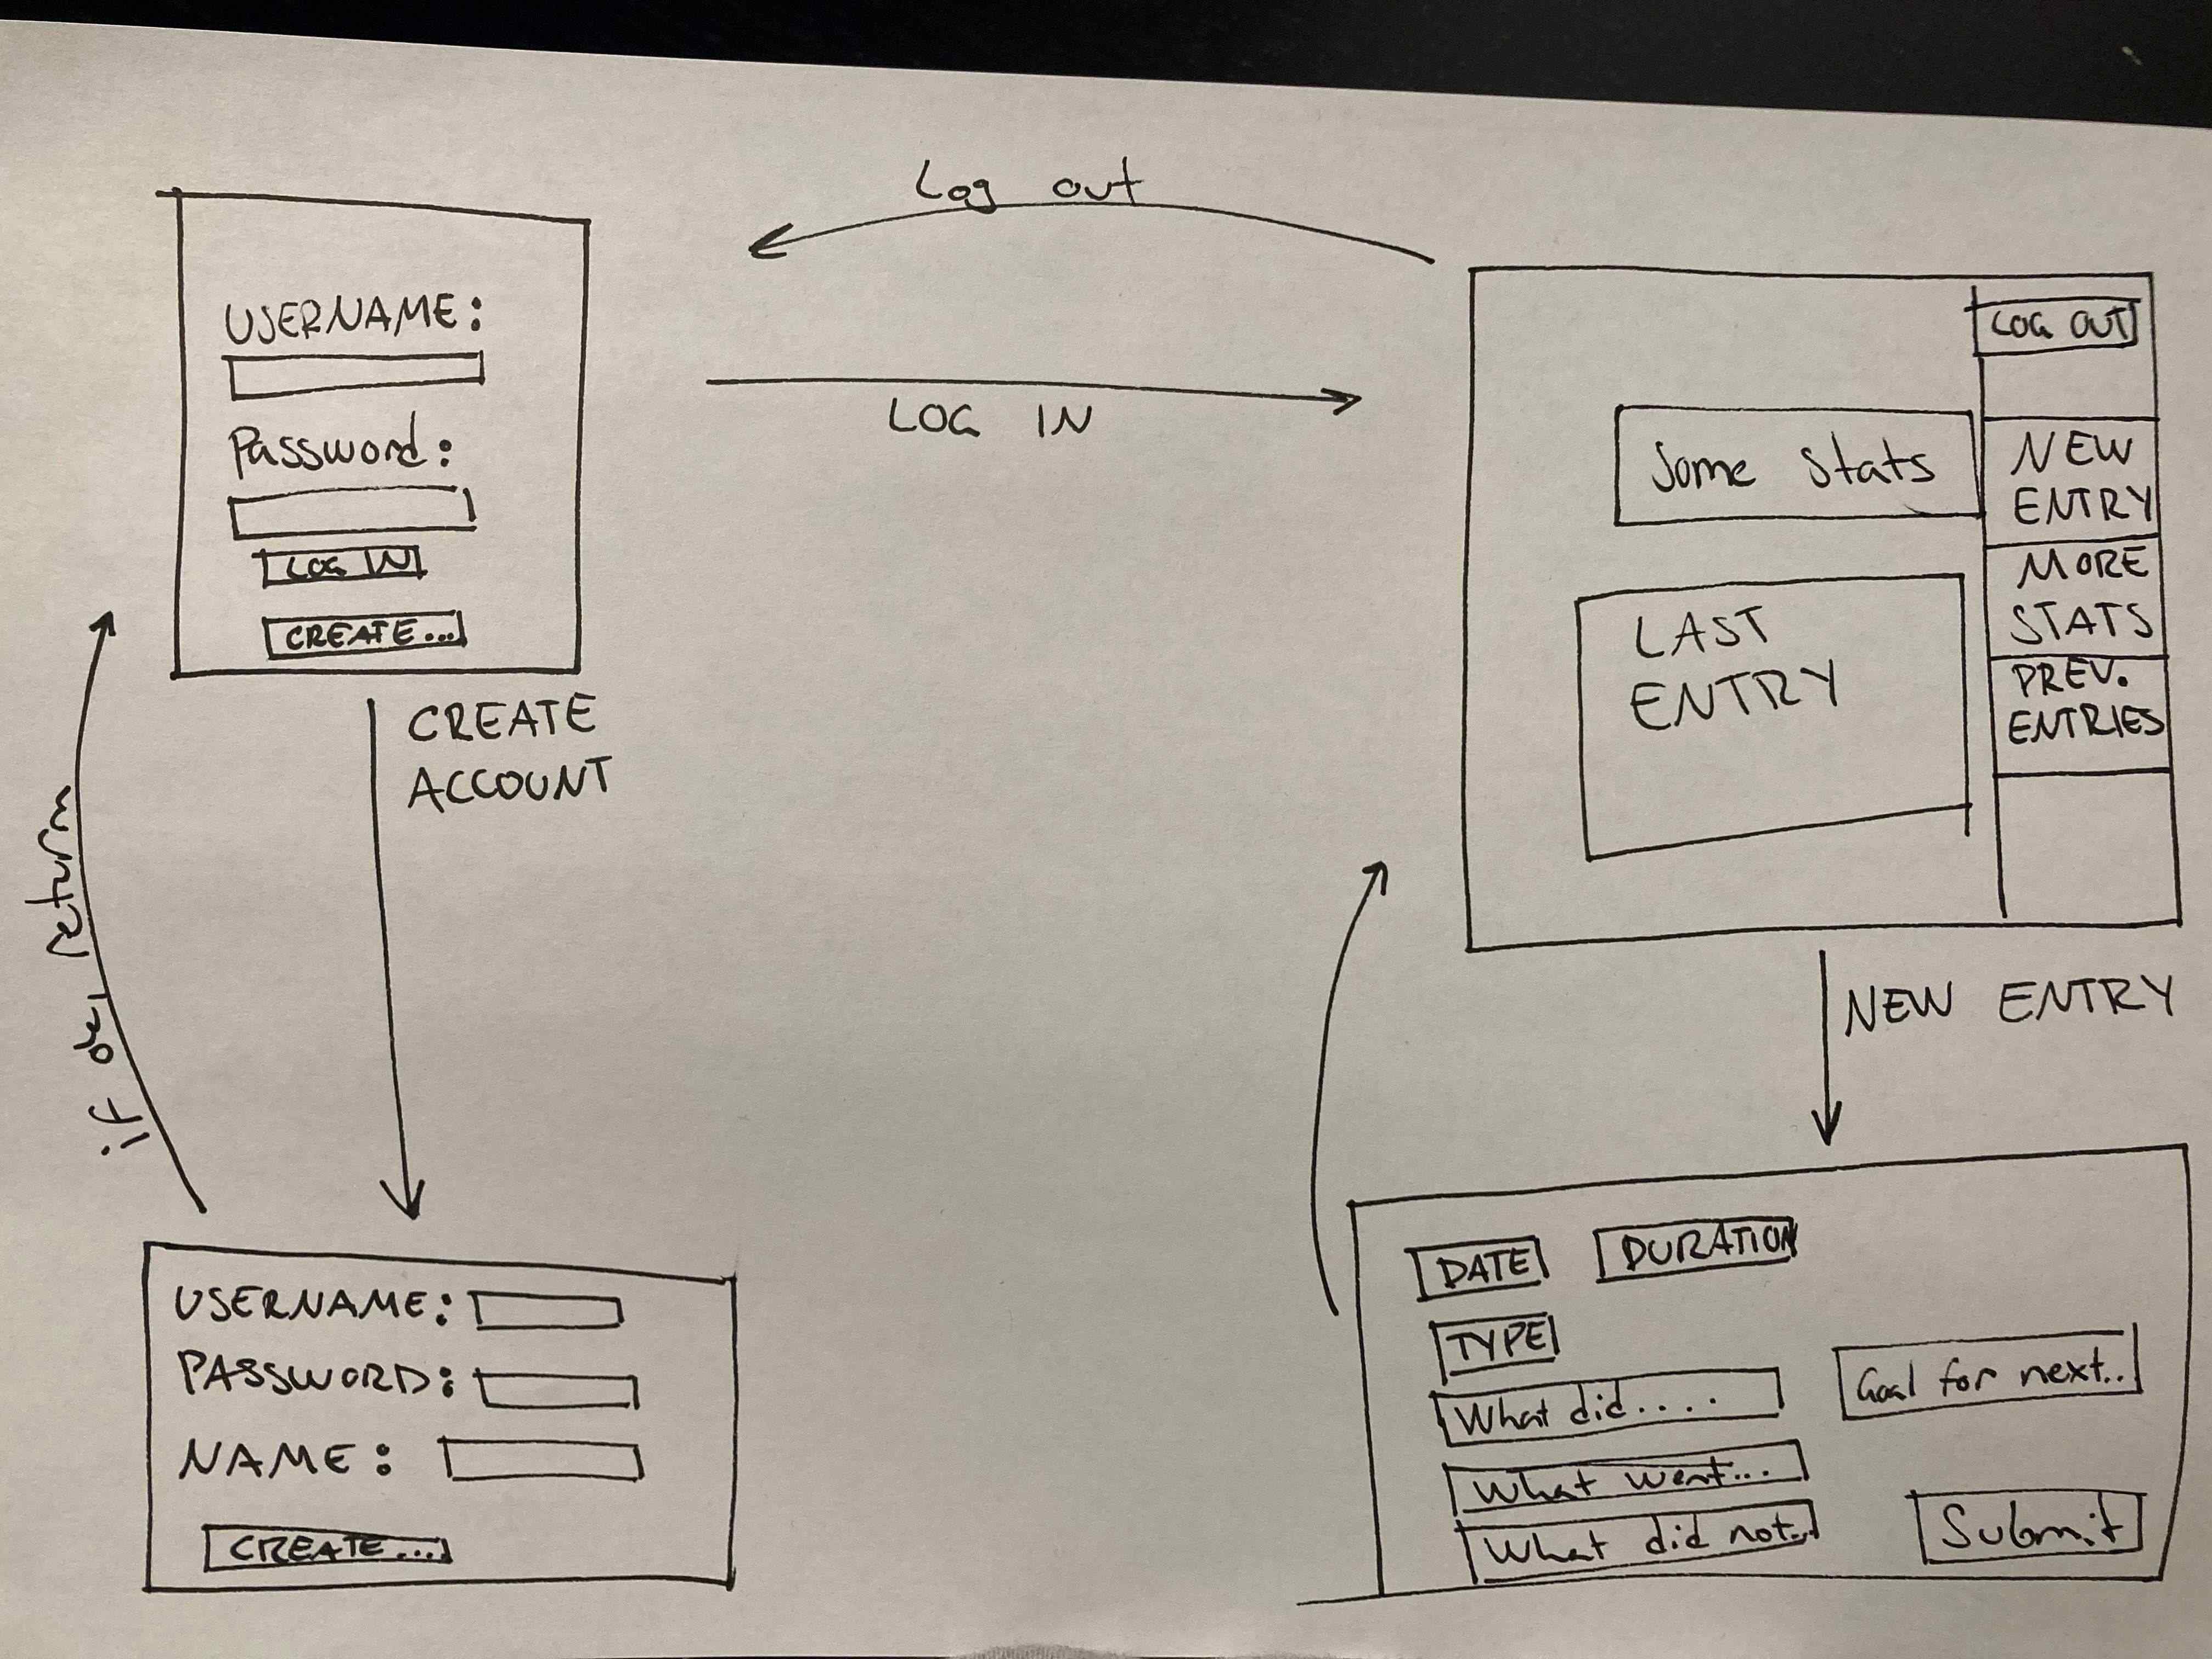 Log out
USERNAME:
Password:
LOG IN
CREATE...
LOG IN
LOG OUT
Some stats
NEW
ENTRY
MORE
STATS
PREV.
ENTRIES
LAST
ENTRY
CREATE
ACCOUNT
if ok, return
NEW ENTRY
USERNAME:
PASSWORD:
NAME:
CREATE....
DATE DURATION
TYPE
What did....
What went...
What did not..
Goal for next..
Submit